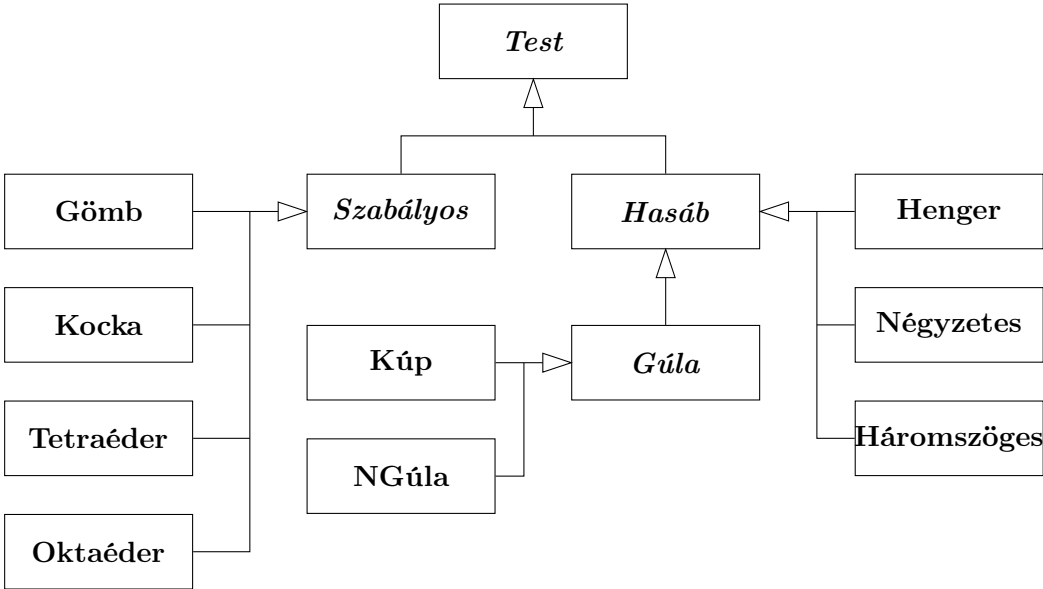 Test
Gömb
Szabályos
Hasáb
Henger
Kocka
Négyzetes
Kúp
Gúla
Tetraéder
Háromszöges
NGúla
Oktaéder